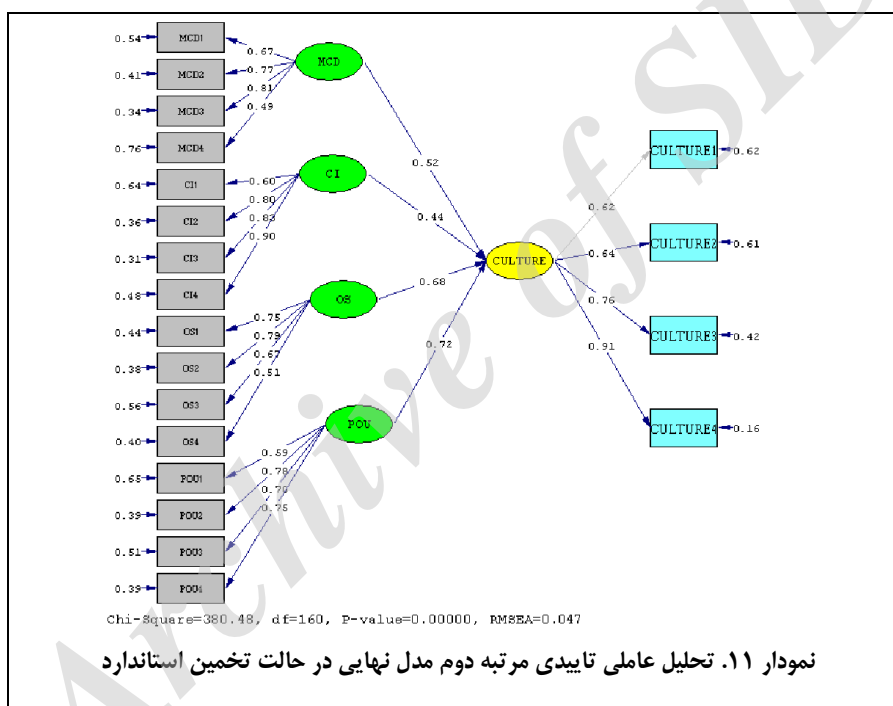 0.54 MCD1 0.67
0.41 MCD2 0.77
0.34 MCD3 0.81
0.76 MCD4 0.49
MCD
0.64 CI1 0.60
0.36 CI2 0.80
0.31 CI3 0.83
0.48 CI4 0.90
CI
0.44 OS1 0.75
0.38 OS2 0.79
0.56 OS3 0.67
0.40 OS4 0.51
OS
0.65 POU1 0.59
0.39 POU2 0.78
0.51 POU3 0.70
0.39 POU4 0.75
POU
0.52
0.44
0.68
0.72
CULTURE
0.62 CULTURE1 0.62
0.64 CULTURE2 0.61
0.76 CULTURE3 0.42
0.91 CULTURE4 0.16
Chi-Square=380.48, df=160, P-value=0.00000, RMSEA=0.047
نمودار ۱۱. تحلیل عاملی تاییدی مرتبه دوم مدل نهایی در حالت تخمین استاندارد
Archive of SID